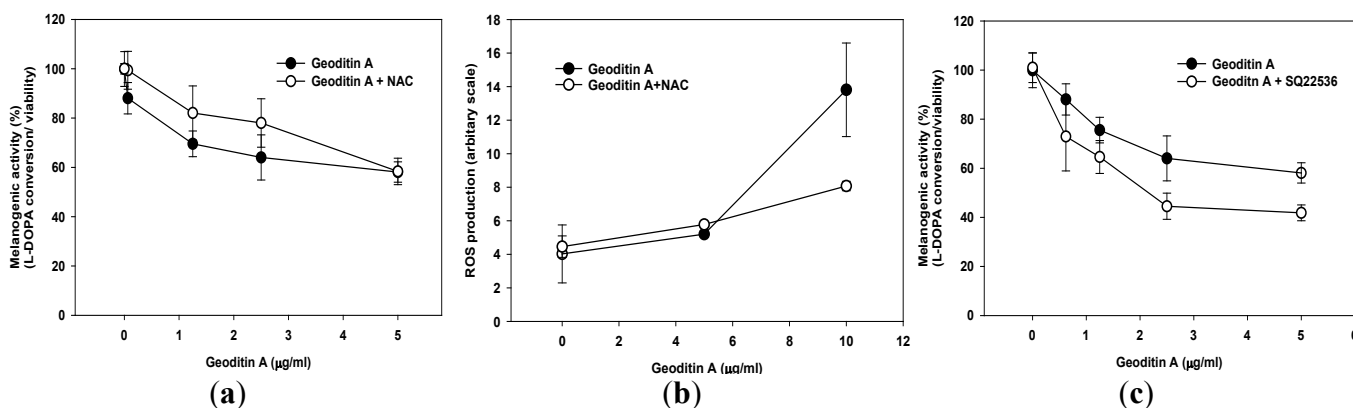 120
100
80
60
40
20
0
Melanogenic activity (%)
(L-DOPA conversion/ viability)
Geoditin A
Geoditin A + NAC
0 1 2 3 4 5
Geoditin A (μg/ml)
(a)
18
16
14
12
10
8
6
4
2
0
ROS production (arbitary scale)
Geoditin A
Geoditin A+NAC
0 2 4 6 8 10 12
Geoditin A (μg/ml)
(b)
120
100
80
60
40
20
0
Melanogenic activity (%)
(L-DOPA conversion/viability)
Geoditin A
Geoditin A + SQ22536
0 1 2 3 4 5 6
Geoditin A (μg/ml)
(c)